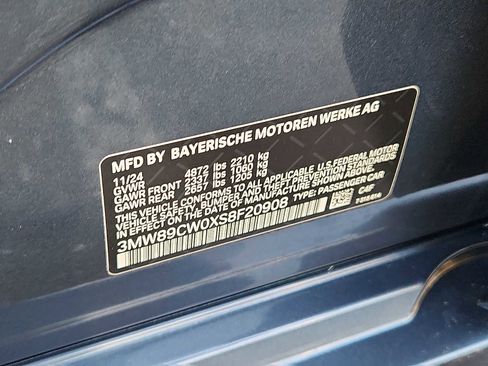 MFD BY BAYERISCHE MOTOREN WERKE AG
11/24
GVWR 4872 lbs 2210 kg
GAWR FRONT 2337 lbs 1060 kg
GAWR REAR 2657 lbs 1205 kg
THIS VEHICLE CONFORMS TO ALL APPLICABLE U.S.FEDERAL MOTOR
VEHICLE SAFETY, BUMPER, AND THEFT PREVENTION STANDARDS
IN EFFECT ON THE DATE OF MANUFACTURE SHOWN ABOVE.
3MW89CW0XS8F20908 TYPE: PASSENGER CAR
C4F